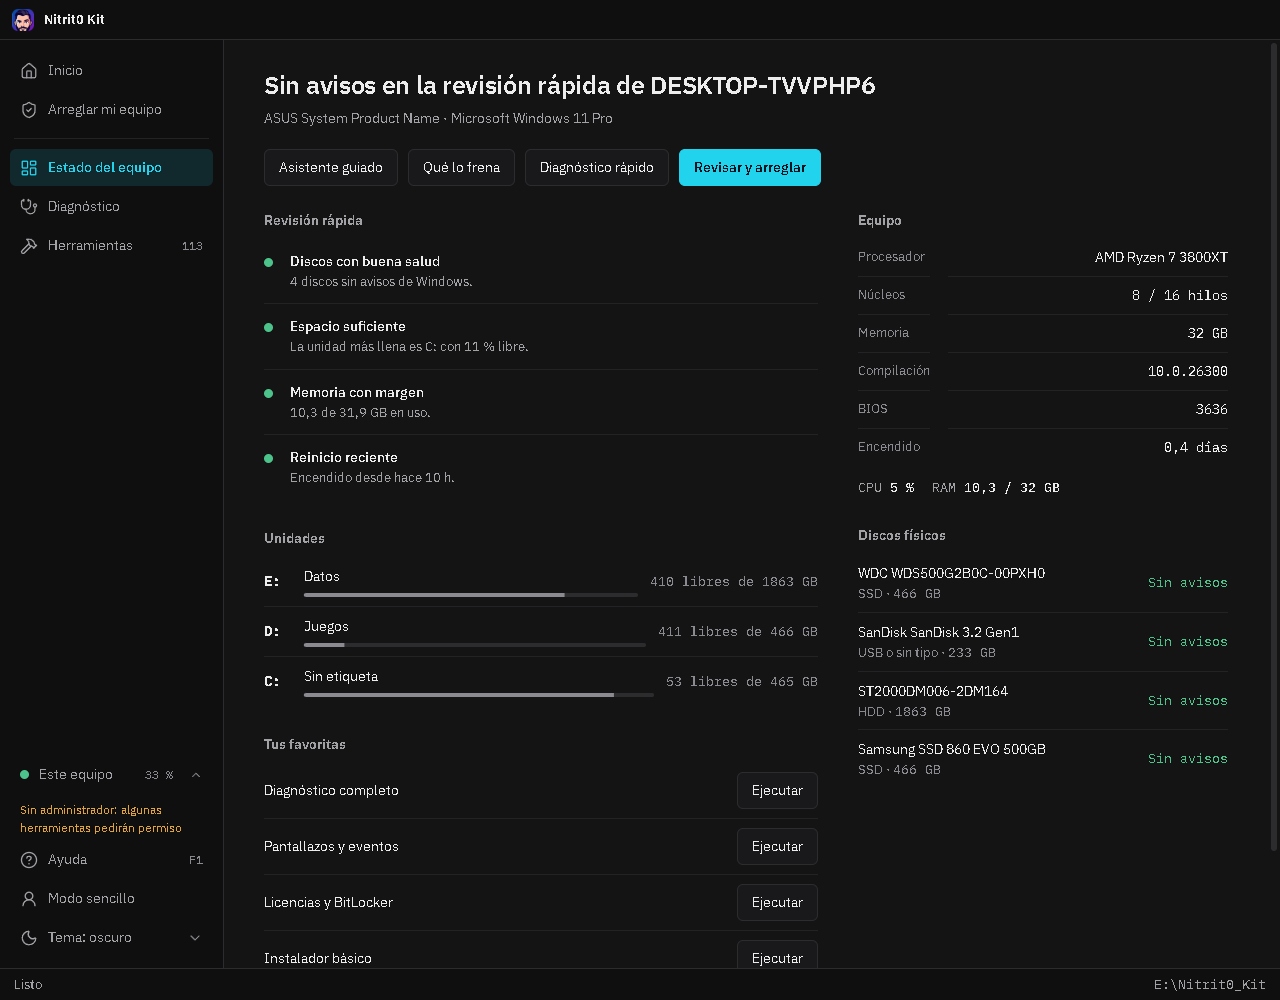 Nitrit0 Kit
Inicio
Arreglar mi equipo
Estado del equipo
Diagnóstico
Herramientas 113
Este equipo 33 %
Sin administrador: algunas
herramientas pedirán permiso
Ayuda F1
Modo sencillo
Tema: oscuro
Sin avisos en la revisión rápida de DESKTOP-TVVPHP6
ASUS System Product Name · Microsoft Windows 11 Pro
Asistente guiado Qué lo frena Diagnóstico rápido Revisar y arreglar
Revisión rápida
Discos con buena salud
4 discos sin avisos de Windows.
Espacio suficiente
La unidad más llena es C: con 11 % libre.
Memoria con margen
10,3 de 31,9 GB en uso.
Reinicio reciente
Encendido desde hace 10 h.
Unidades
E: Datos 410 libres de 1863 GB
D: Juegos 411 libres de 466 GB
C: Sin etiqueta 53 libres de 465 GB
Tus favoritas
Diagnóstico completo Ejecutar
Pantallazos y eventos Ejecutar
Licencias y BitLocker Ejecutar
Instalador básico Ejecutar
Equipo
Procesador AMD Ryzen 7 3800XT
Núcleos 8 / 16 hilos
Memoria 32 GB
Compilación 10.0.26300
BIOS 3636
Encendido 0,4 días
CPU 5 % RAM 10,3 / 32 GB
Discos físicos
WDC WDS500G2B0C-00PXH0
SSD · 466 GB
Sin avisos
SanDisk SanDisk 3.2 Gen1
USB o sin tipo · 233 GB
Sin avisos
ST2000DM006-2DM164
HDD · 1863 GB
Sin avisos
Samsung SSD 860 EVO 500GB
SSD · 466 GB
Sin avisos
Listo
E:\Nitrit0_Kit